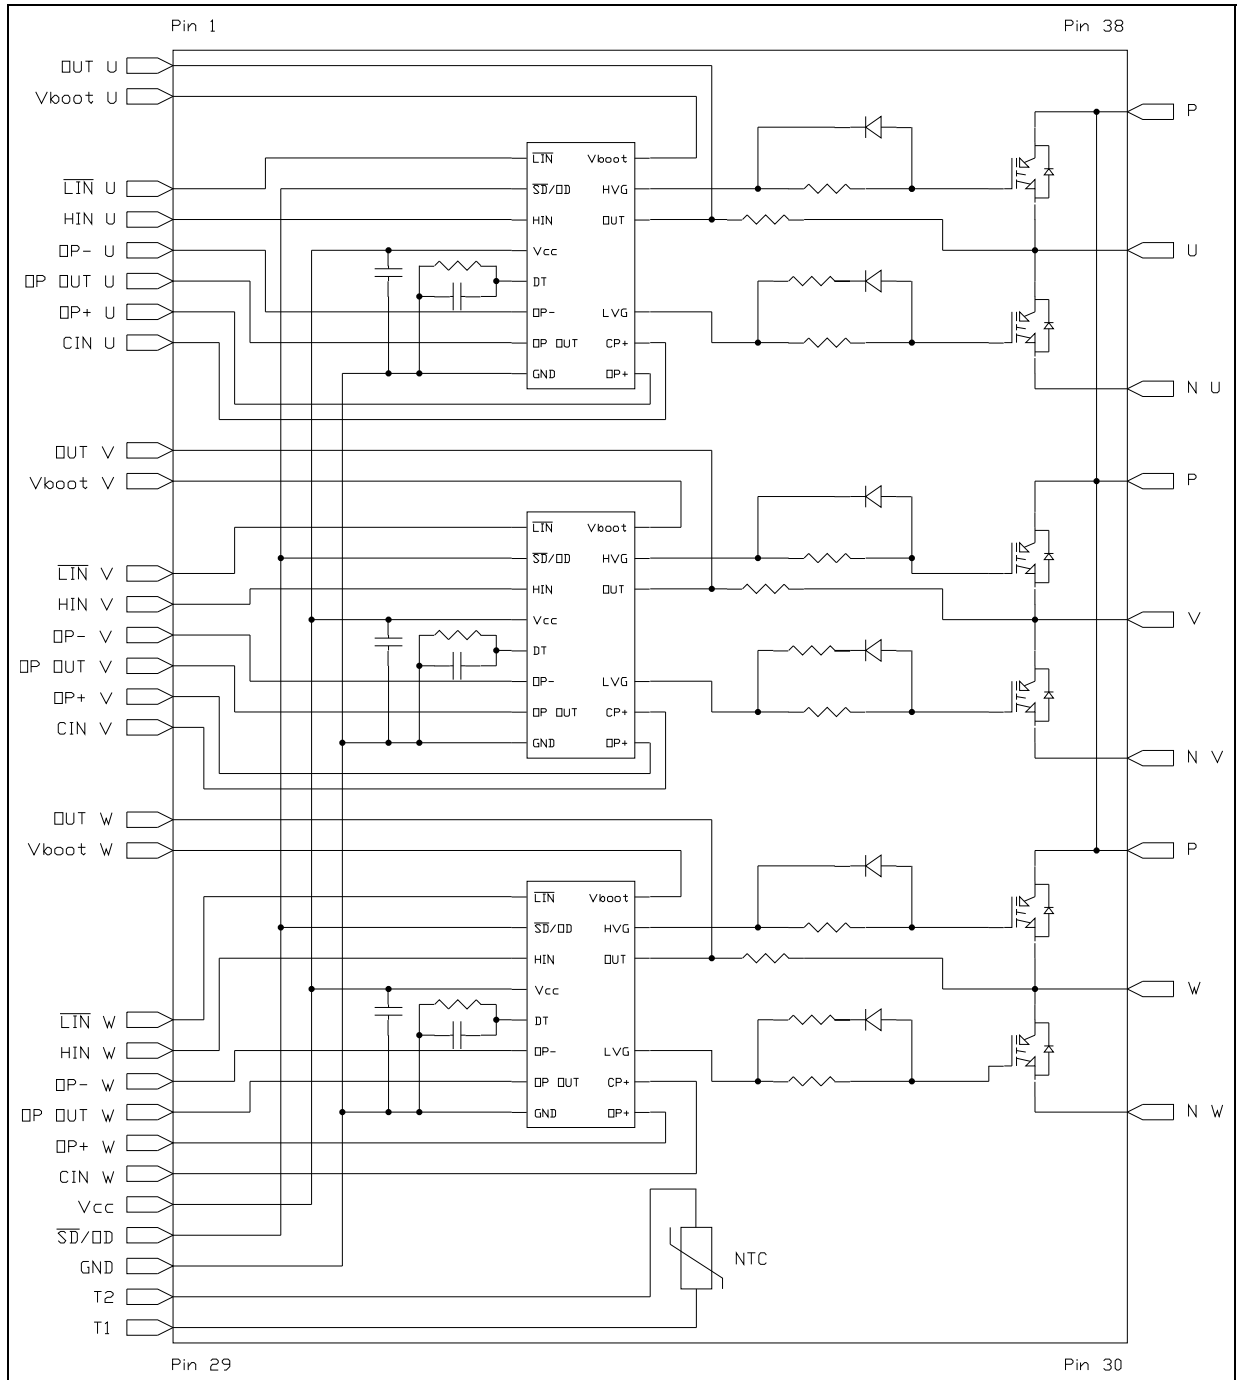 Pin 1
Pin 38
OUT U
Vboot U
P
LIN Vboot
LIN U
SD/OD HVG
HIN U
HIN OUT
OP- U
Vcc
U
OP OUT U
DT
OP+ U
OP- LVG
CIN U
OP OUT CP+
GND OP+
N U
OUT V
Vboot V
P
LIN Vboot
SD/OD HVG
LIN V
HIN OUT
HIN V
Vcc
V
OP- V
DT
OP OUT V
OP- LVG
OP+ V
OP OUT CP+
CIN V
GND OP+
N V
OUT W
Vboot W
P
LIN Vboot
SD/OD HVG
HIN OUT
Vcc
W
LIN W
DT
HIN W
OP- LVG
OP- W
OP OUT CP+
OP OUT W
GND OP+
N W
OP+ W
CIN W
Vcc
SD/OD
GND
NTC
T2
T1
Pin 29
Pin 30